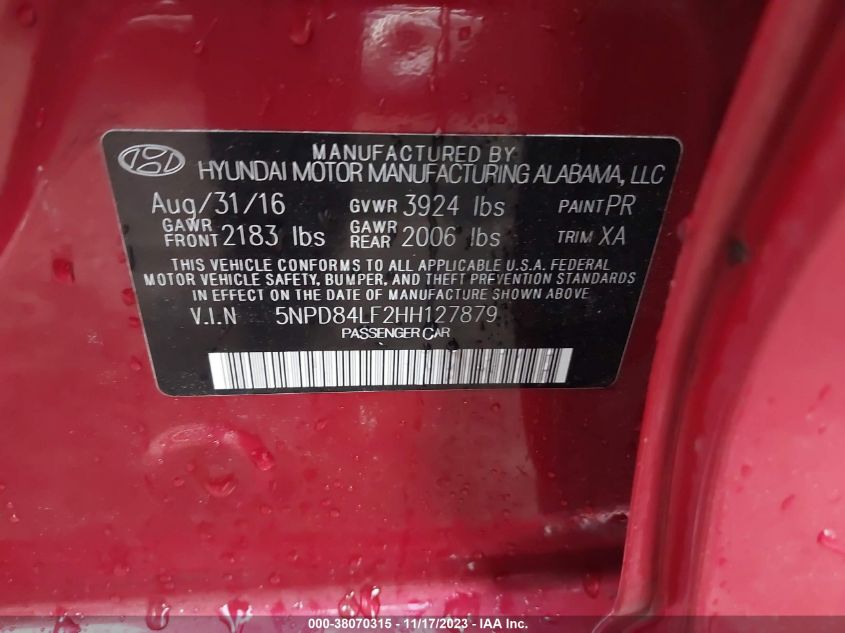 MANUFACTURED BY
HYUNDAI MOTOR MANUFACTURING ALABAMA, LLC
Aug/31/16 GVWR 3924 lbs PAINT PR
GAWR FRONT 2183 lbs GAWR REAR 2006 lbs TRIM XA
THIS VEHICLE CONFORMS TO ALL APPLICABLE U.S.A. FEDERAL
MOTOR VEHICLE SAFETY, BUMPER, AND THEFT PREVENTION STANDARDS
IN EFFECT ON THE DATE OF MANUFACTURE SHOWN ABOVE
V.I.N 5NPD84LF2HH127879
PASSENGER CAR
000-38070315 - 11/17/2023 - IAA Inc.